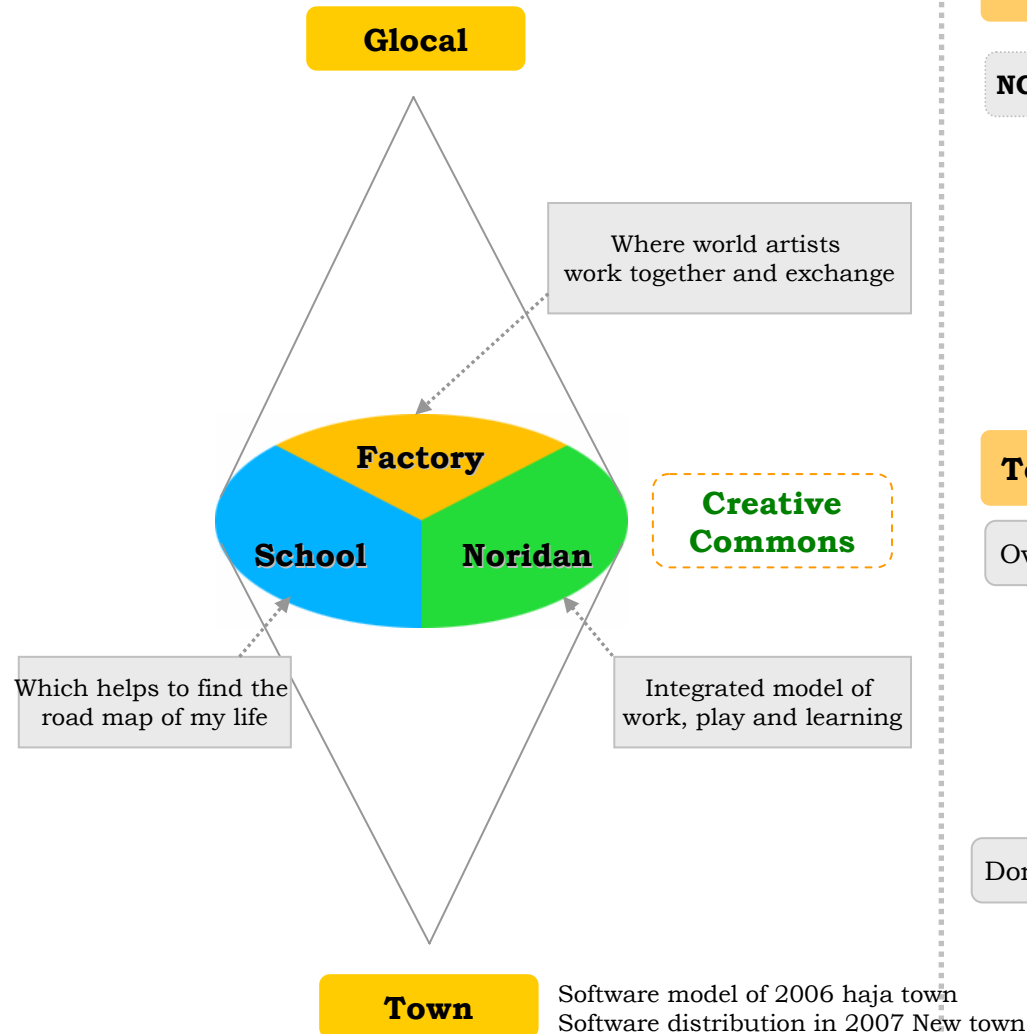 Glocal
Where world artists
work together and exchange
Factory
School
Noridan
Creative
Commons
Which helps to find the
road map of my life
Integrated model of
work, play and learning
Town
Software model of 2006 haja town
Software distribution in 2007 New town